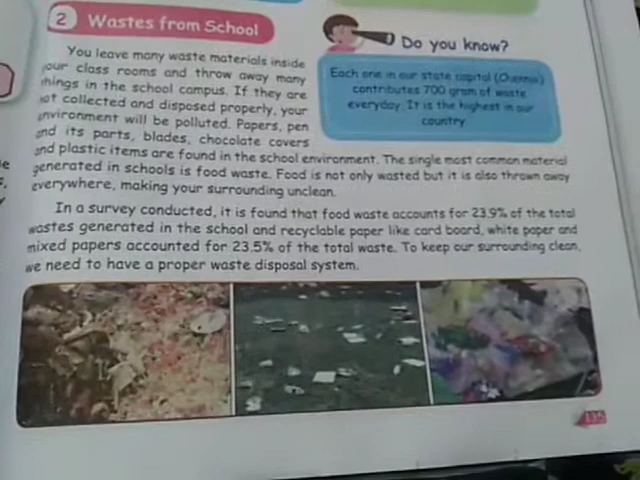 2 Wastes from School
You leave many waste materials inside
your class rooms and throw away many
things in the school campus. If they are
not collected and disposed properly, your
environment will be polluted. Papers, pen
and its parts, blades, chocolate covers
and plastic items are found in the school environment. The single most common material
generated in schools is food waste. Food is not only wasted but it is also thrown away
everywhere, making your surrounding unclean.
Do you know?
Each one in our state capital (Chennai)
contributes 700 gram of waste
everyday. It is the highest in our
country
In a survey conducted, it is found that food waste accounts for 23.9% of the total
wastes generated in the school and recyclable paper like card board, white paper and
mixed papers accounted for 23.5% of the total waste. To keep our surrounding clean,
we need to have a proper waste disposal system.